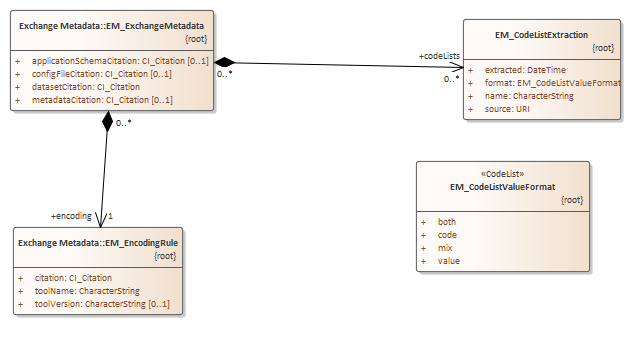 Exchange Metadata::EM_ExchangeMetadata
{root}
+ applicationSchemaCitation: CI_Citation [0..1]
+ configFileCitation: CI_Citation [0..1]
+ datasetCitation: CI_Citation
+ metadataCitation: CI_Citation [0..1]
0..*
+codeLists
0..*
EM_CodeListExtraction
{root}
+ extracted: DateTime
+ format: EM_CodeListValueFormat
+ name: CharacterString
+ source: URI
0..*
+encoding
1
«CodeList»
EM_CodeListValueFormat
{root}
+ both
+ code
+ mix
+ value
Exchange Metadata::EM_EncodingRule
{root}
+ citation: CI_Citation
+ toolName: CharacterString
+ toolVersion: CharacterString [0..1]